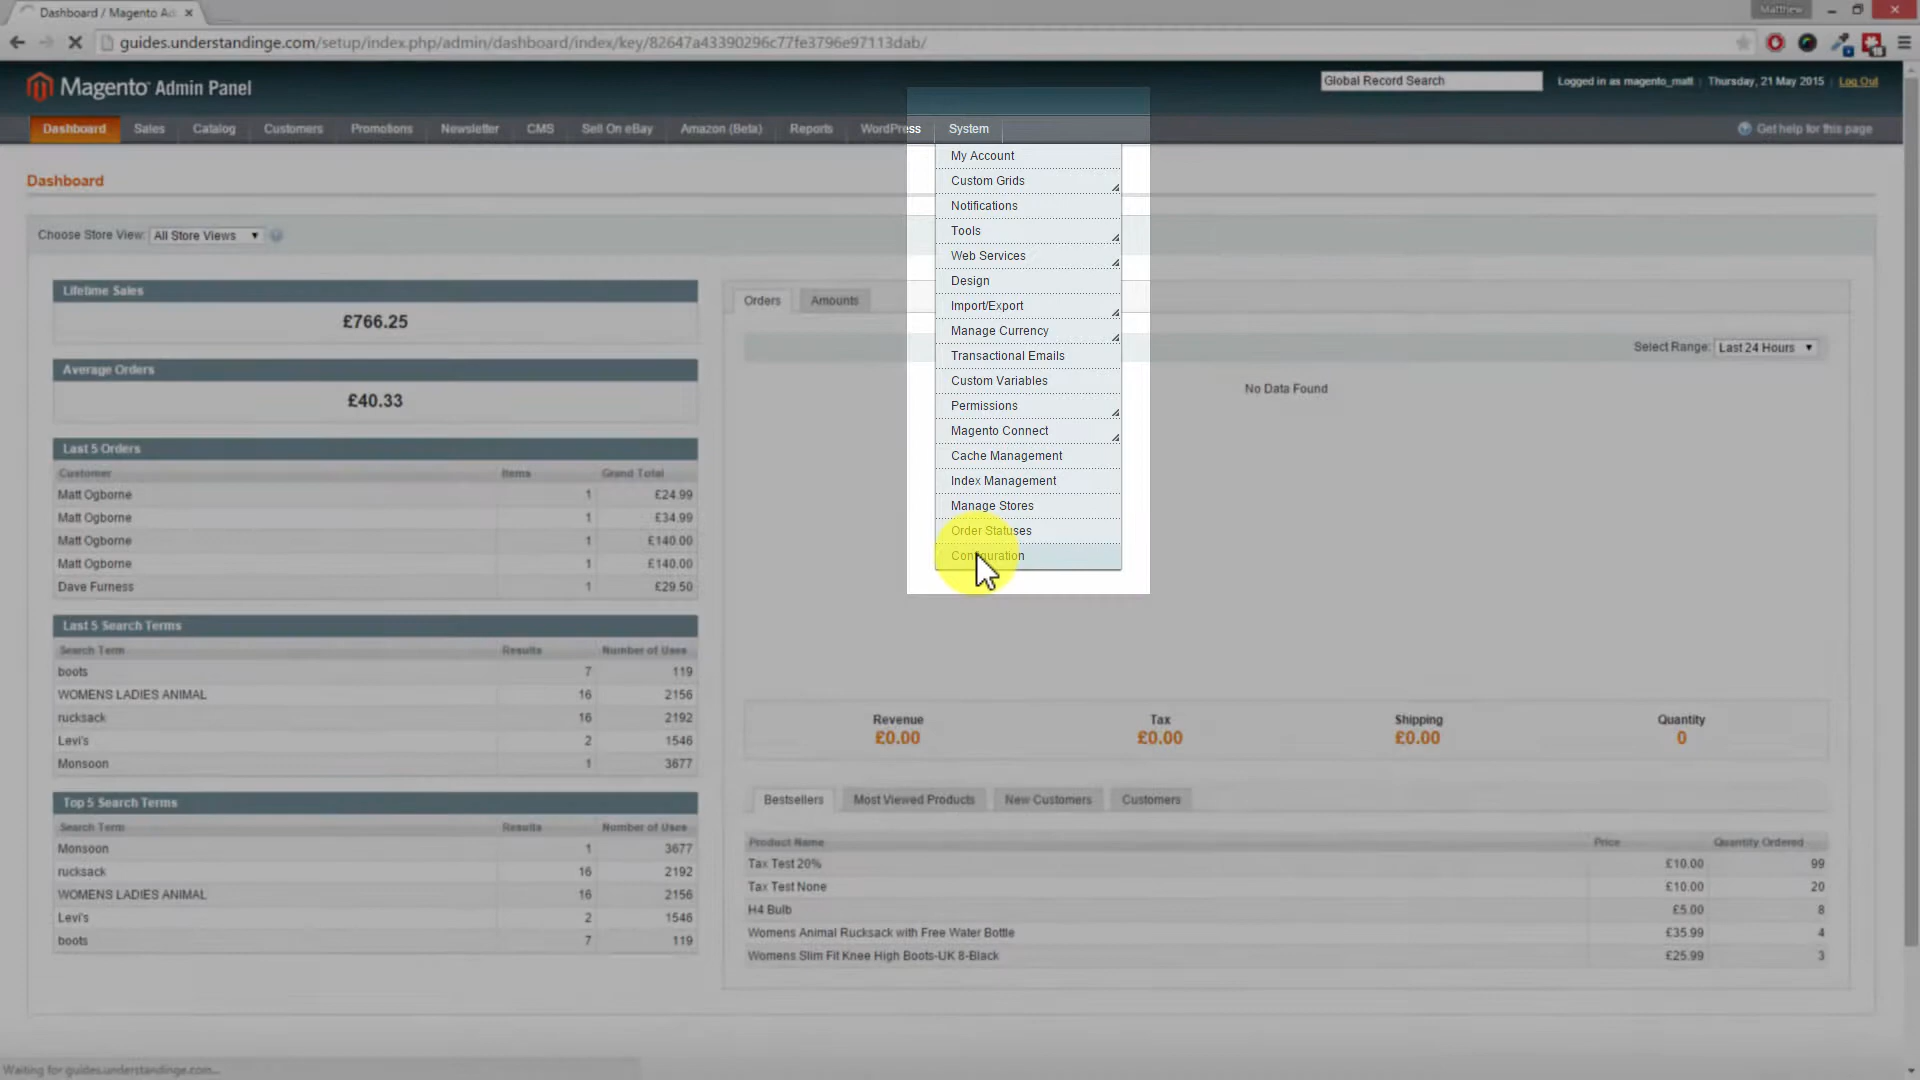 Dashboard / Magento Ad
Matthew
guides.understandinge.com/setup/index.php/admin/dashboard/index/key/82647a43390296c77fe3796e97113dab/
Magento Admin Panel
Global Record Search
Logged in as magento_matt | Thursday, 21 May 2015 | Log Out
Dashboard Sales Catalog Customers Promotions Newsletter CMS Sell On eBay Amazon (Beta) Reports WordPress System
Get help for this page
My Account
Custom Grids
Notifications
Tools
Web Services
Design
Import/Export
Manage Currency
Transactional Emails
Custom Variables
Permissions
Magento Connect
Cache Management
Index Management
Manage Stores
Order Statuses
Configuration
Dashboard
Choose Store View: All Store Views
Lifetime Sales
£766.25
Average Orders
£40.33
Last 5 Orders
Customer Items Grand Total
Matt Ogborne 1 £24.99
Matt Ogborne 1 £34.99
Matt Ogborne 1 £140.00
Matt Ogborne 1 £140.00
Dave Furness 1 £29.50
Last 5 Search Terms
Search Term Results Number of Uses
boots 7 119
WOMENS LADIES ANIMAL 16 2156
rucksack 16 2192
Levi's 2 1546
Monsoon 1 3677
Top 5 Search Terms
Search Term Results Number of Uses
Monsoon 1 3677
rucksack 16 2192
WOMENS LADIES ANIMAL 16 2156
Levi's 2 1546
boots 7 119
Orders Amounts
Select Range: Last 24 Hours
No Data Found
Revenue Tax Shipping Quantity
£0.00 £0.00 £0.00 0
Bestsellers Most Viewed Products New Customers Customers
Product Name Price Quantity Ordered
Tax Test 20% £10.00 99
Tax Test None £10.00 20
H4 Bulb £5.00 8
Womens Animal Rucksack with Free Water Bottle £35.99 4
Womens Slim Fit Knee High Boots-UK 8-Black £25.99 3
Waiting for guides.understandinge.com...